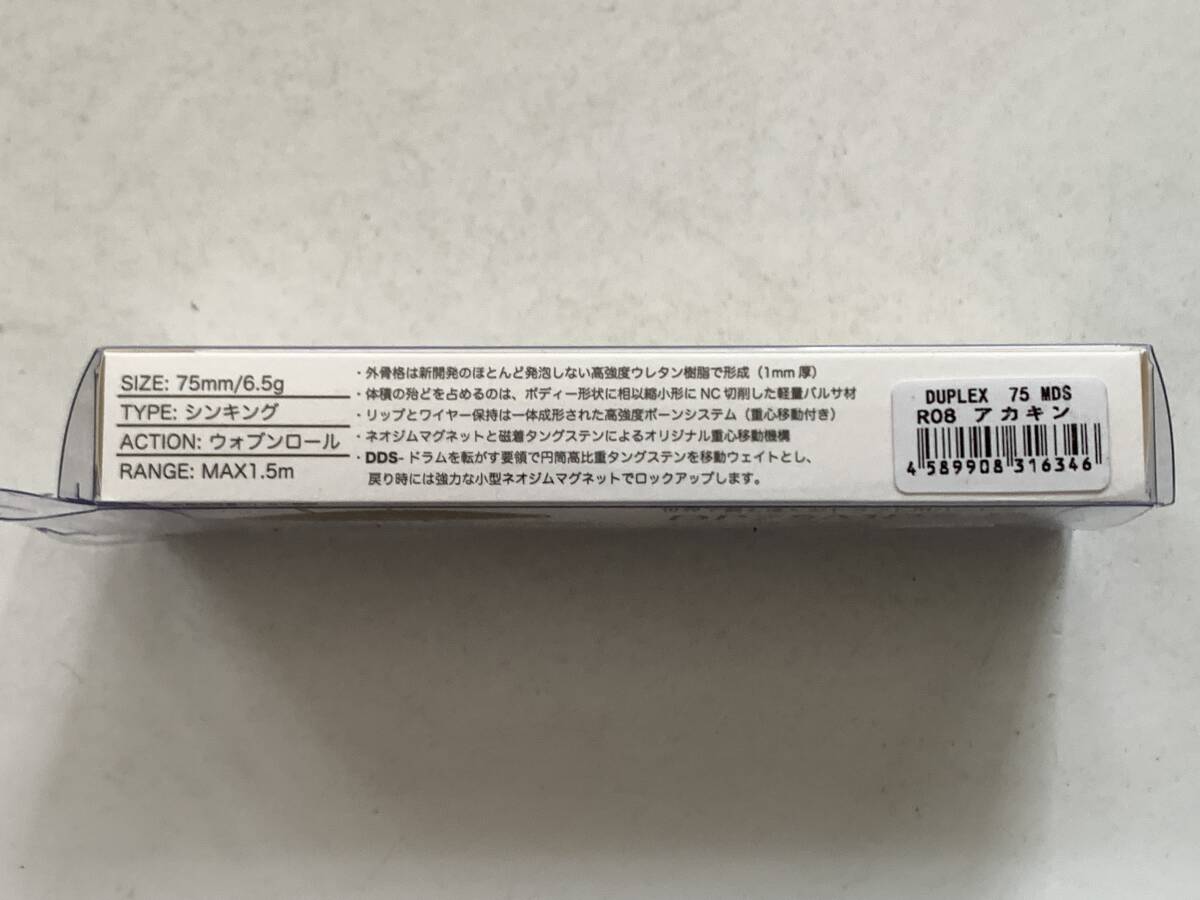 SIZE: 75mm/6.5g
TYPE: シンキング
ACTION: ウォブンロール
RANGE: MAX1.5m
・外骨格は新開発のほとんど発泡しない高強度ウレタン樹脂で形成（1mm厚）
・体積の殆どを占めるのは、ボディー形状に相以縮小形にNC切削した軽量バルサ材
・リップとワイヤー保持は一体成形された高強度ボーンシステム（重心移動付き）
・ネオジムマグネットと磁着タングステンによるオリジナル重心移動機構
・DDS-ドラムを転がす要領で円筒高比重タングステンを移動ウェイトとし、
戻り時には強力な小型ネオジムマグネットでロックアップします。
DUPLEX 75 MDS
R08 アカキン
4 589908 316346